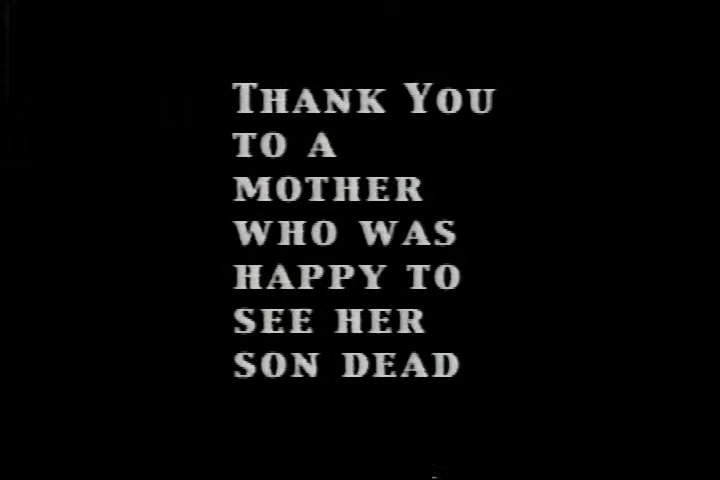 THANK YOU
TO A
MOTHER
WHO WAS
HAPPY TO
SEE HER
SON DEAD